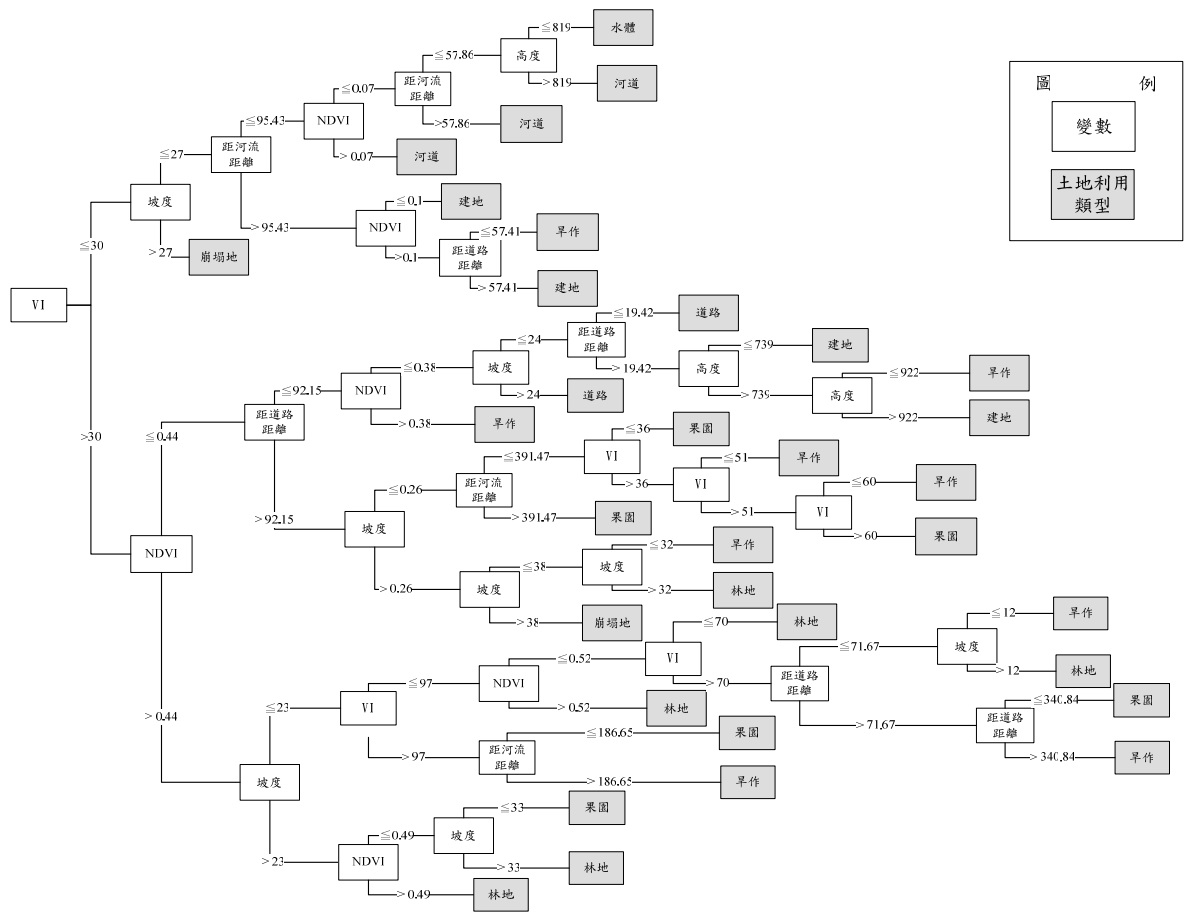 ≦819
水體
≦57.86
高度
>819
河道
≦0.07
距河流
距離
>57.86
河道
≦95.43
NDVI
>0.07
河道
≦27
距河流
距離
坡度
>95.43
NDVI
≦0.1
建地
>0.1
距道路
距離
≦57.41
旱作
>57.41
建地
>27
崩塌地
≦30
VI
>30
圖 例
變數
土地利用
類型
≦19.42
道路
≦24
距道路
距離
>19.42
高度
≦739
建地
>739
高度
≦922
旱作
>922
建地
≦0.38
坡度
>24
道路
≦92.15
NDVI
>0.38
旱作
≦0.44
距道路
距離
>92.15
坡度
≦0.26
距河流
距離
≦391.47
VI
≦36
果園
>36
VI
≦51
旱作
>51
VI
≦60
旱作
>60
果園
>391.47
果園
>0.26
坡度
≦38
坡度
≦32
旱作
>32
林地
>38
崩塌地
NDVI
>0.44
坡度
≦23
VI
≦97
NDVI
≦0.52
VI
≦70
林地
>70
距道路
距離
≦71.67
坡度
≦12
旱作
>12
林地
>71.67
距道路
距離
≦340.84
果園
>340.84
旱作
>0.52
林地
>97
距河流
距離
≦186.65
果園
>186.65
旱作
>23
NDVI
≦0.49
坡度
≦33
果園
>33
林地
>0.49
林地